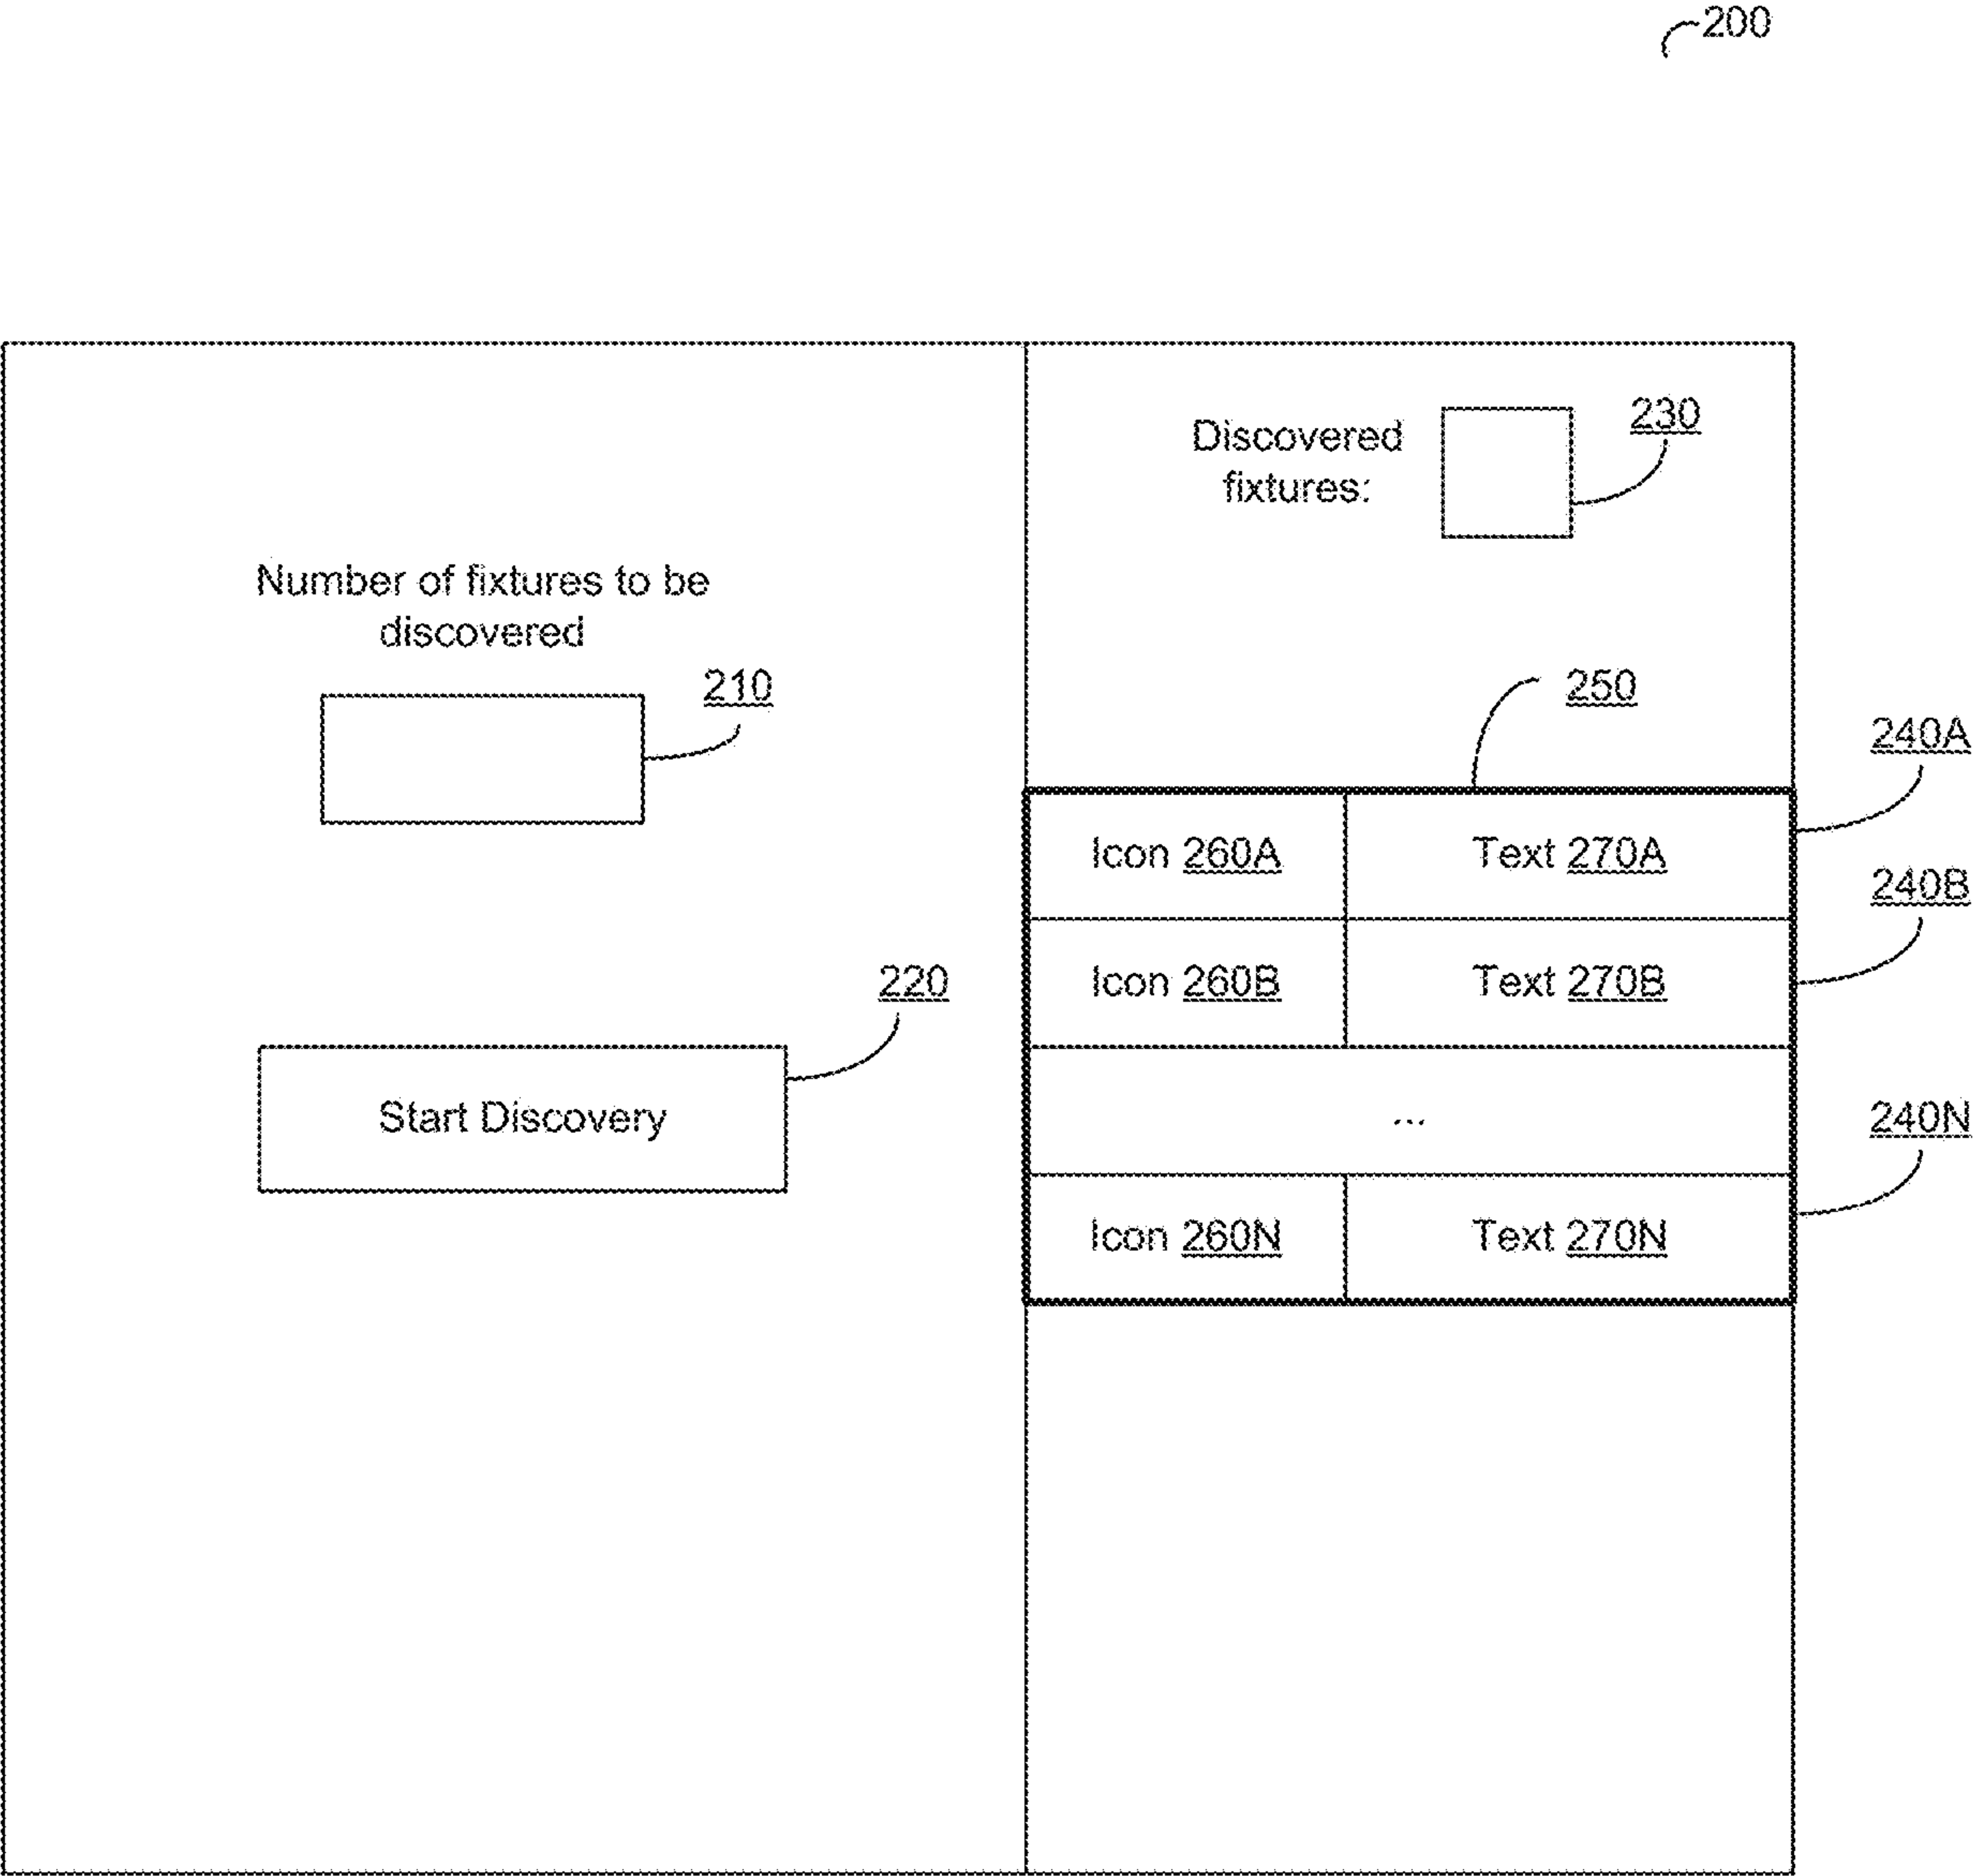 200
Discovered
fixtures:
230
Number of fixtures to be
discovered
210
250
240A
Icon 260A
Text 270A
240B
Icon 260B
Text 270B
220
Start Discovery
...
240N
Icon 260N
Text 270N